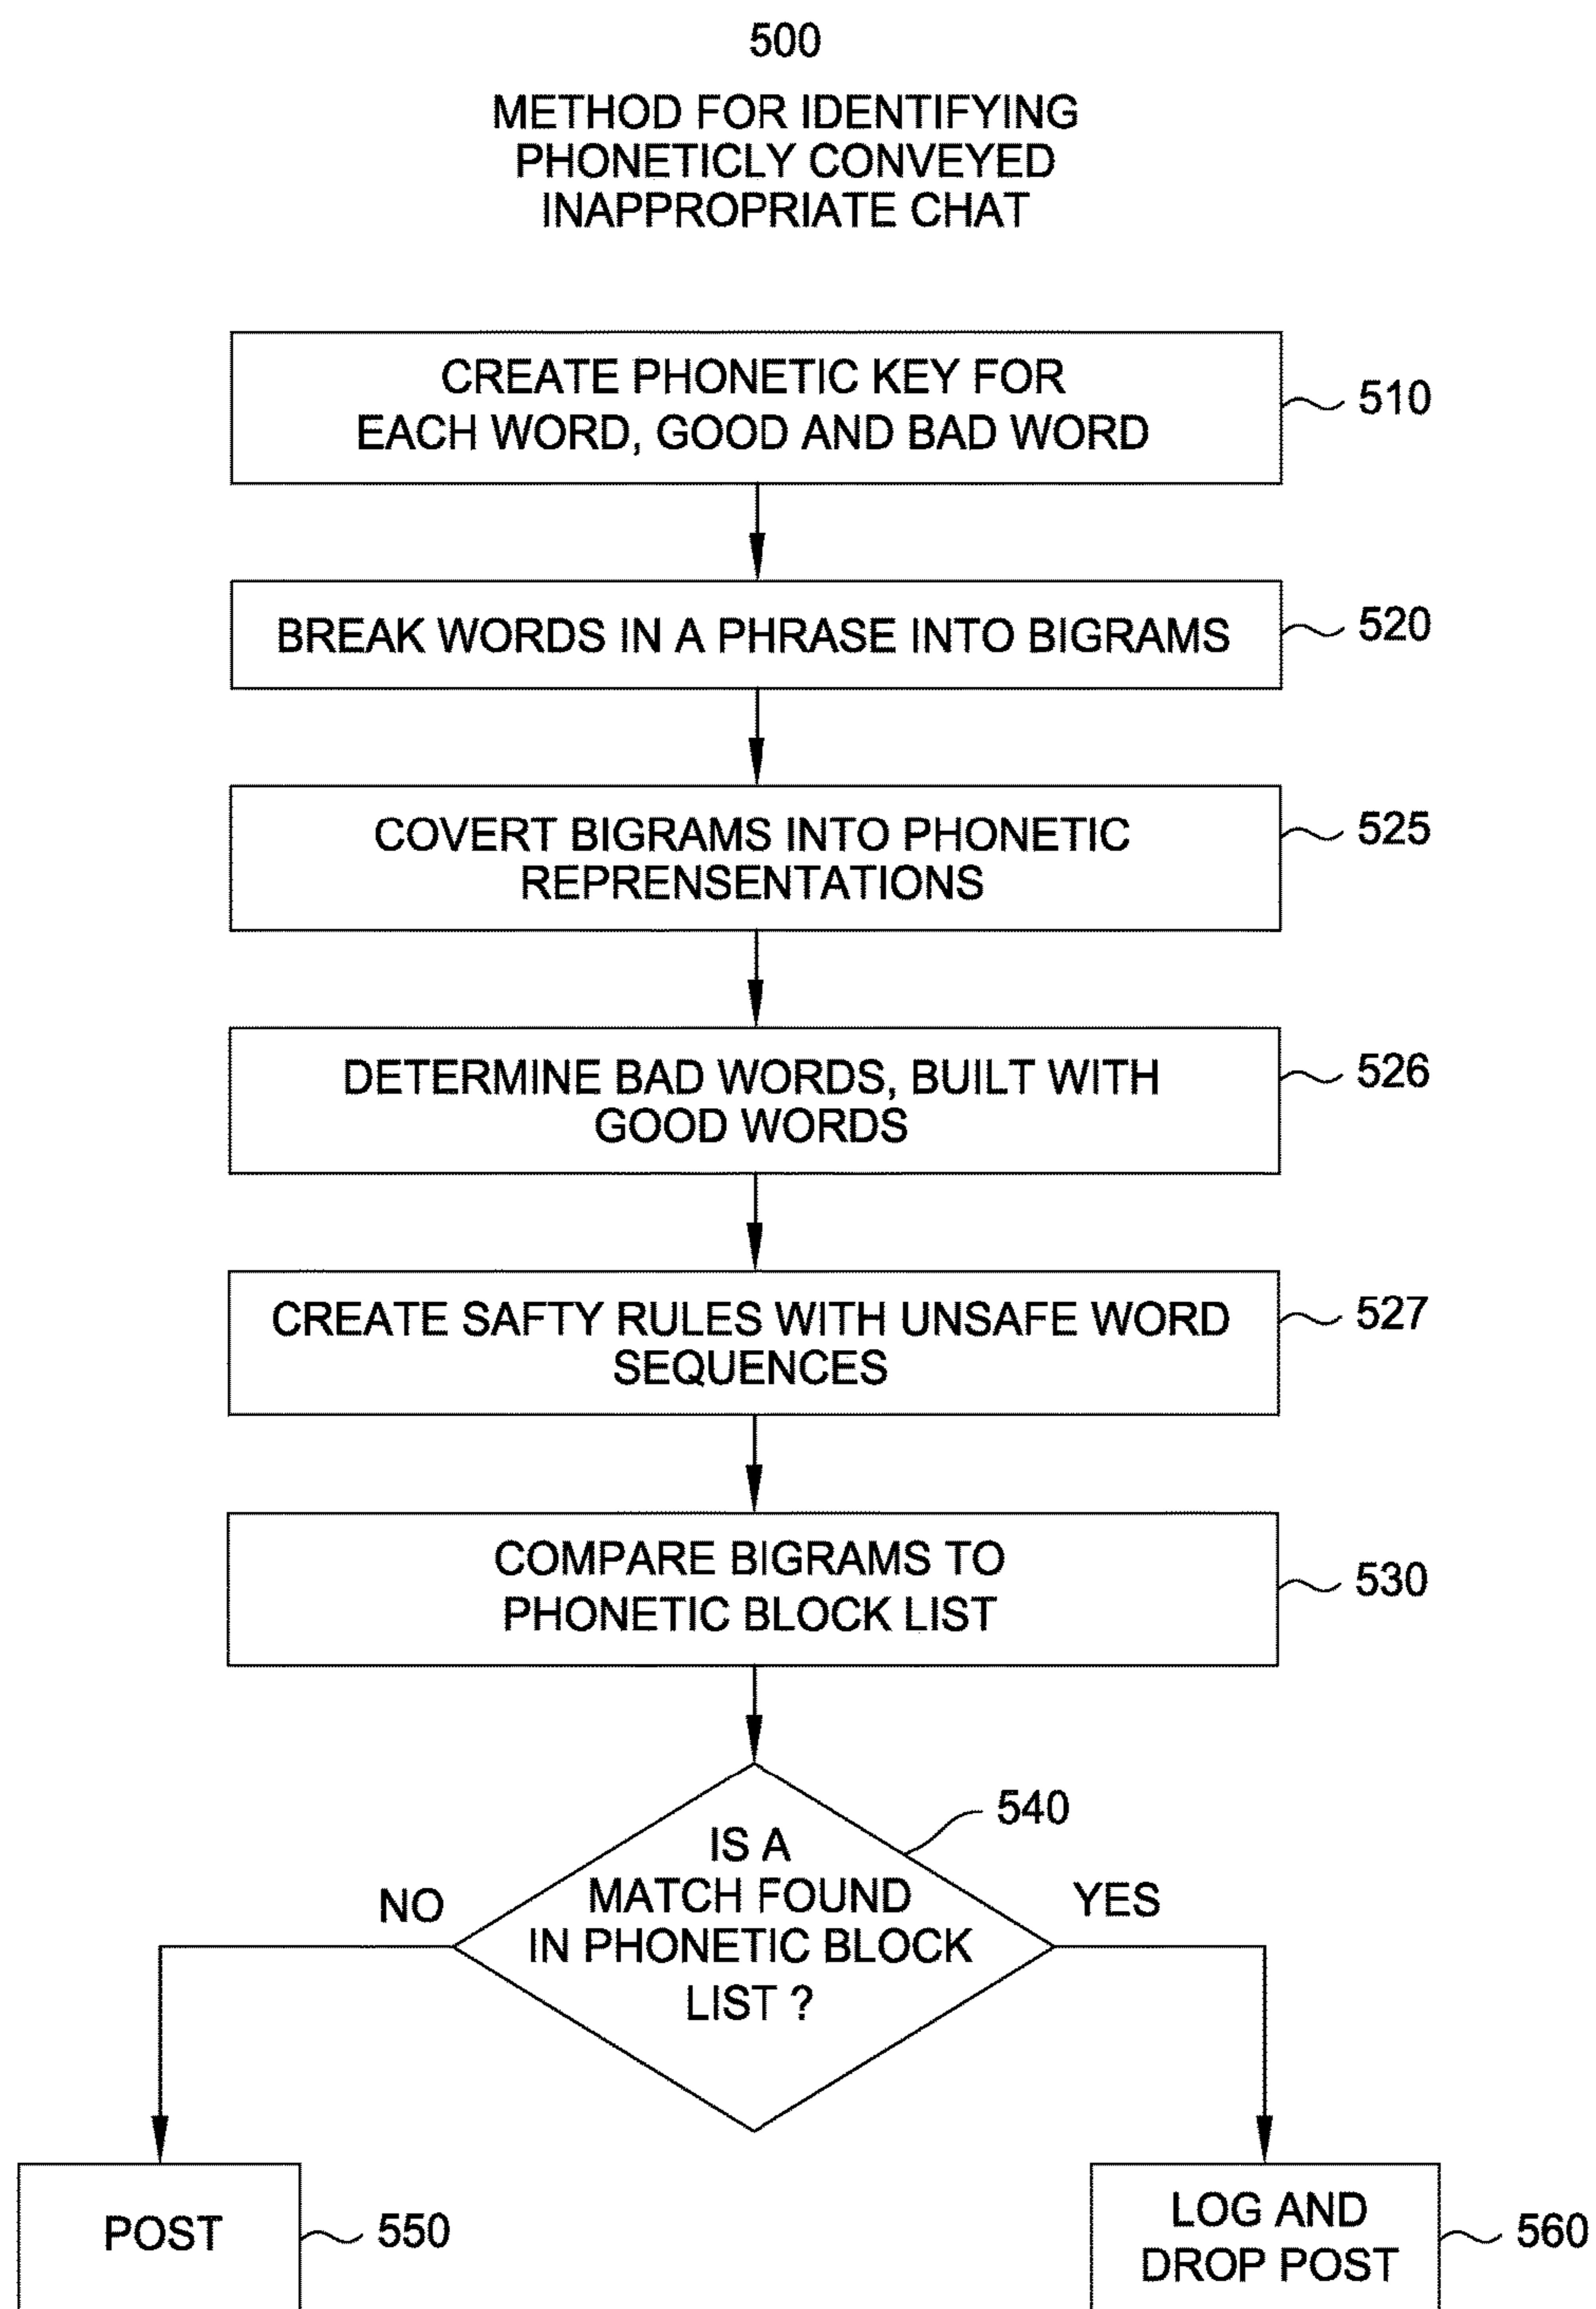 500
METHOD FOR IDENTIFYING
PHONETICLY CONVEYED
INAPPROPRIATE CHAT
CREATE PHONETIC KEY FOR
EACH WORD, GOOD AND BAD WORD
510
BREAK WORDS IN A PHRASE INTO BIGRAMS
520
COVERT BIGRAMS INTO PHONETIC
REPRENSENTATIONS
525
DETERMINE BAD WORDS, BUILT WITH
GOOD WORDS
526
CREATE SAFTY RULES WITH UNSAFE WORD
SEQUENCES
527
COMPARE BIGRAMS TO
PHONETIC BLOCK LIST
530
540
IS A
MATCH FOUND
IN PHONETIC BLOCK
LIST ?
NO
YES
POST
550
LOG AND
DROP POST
560